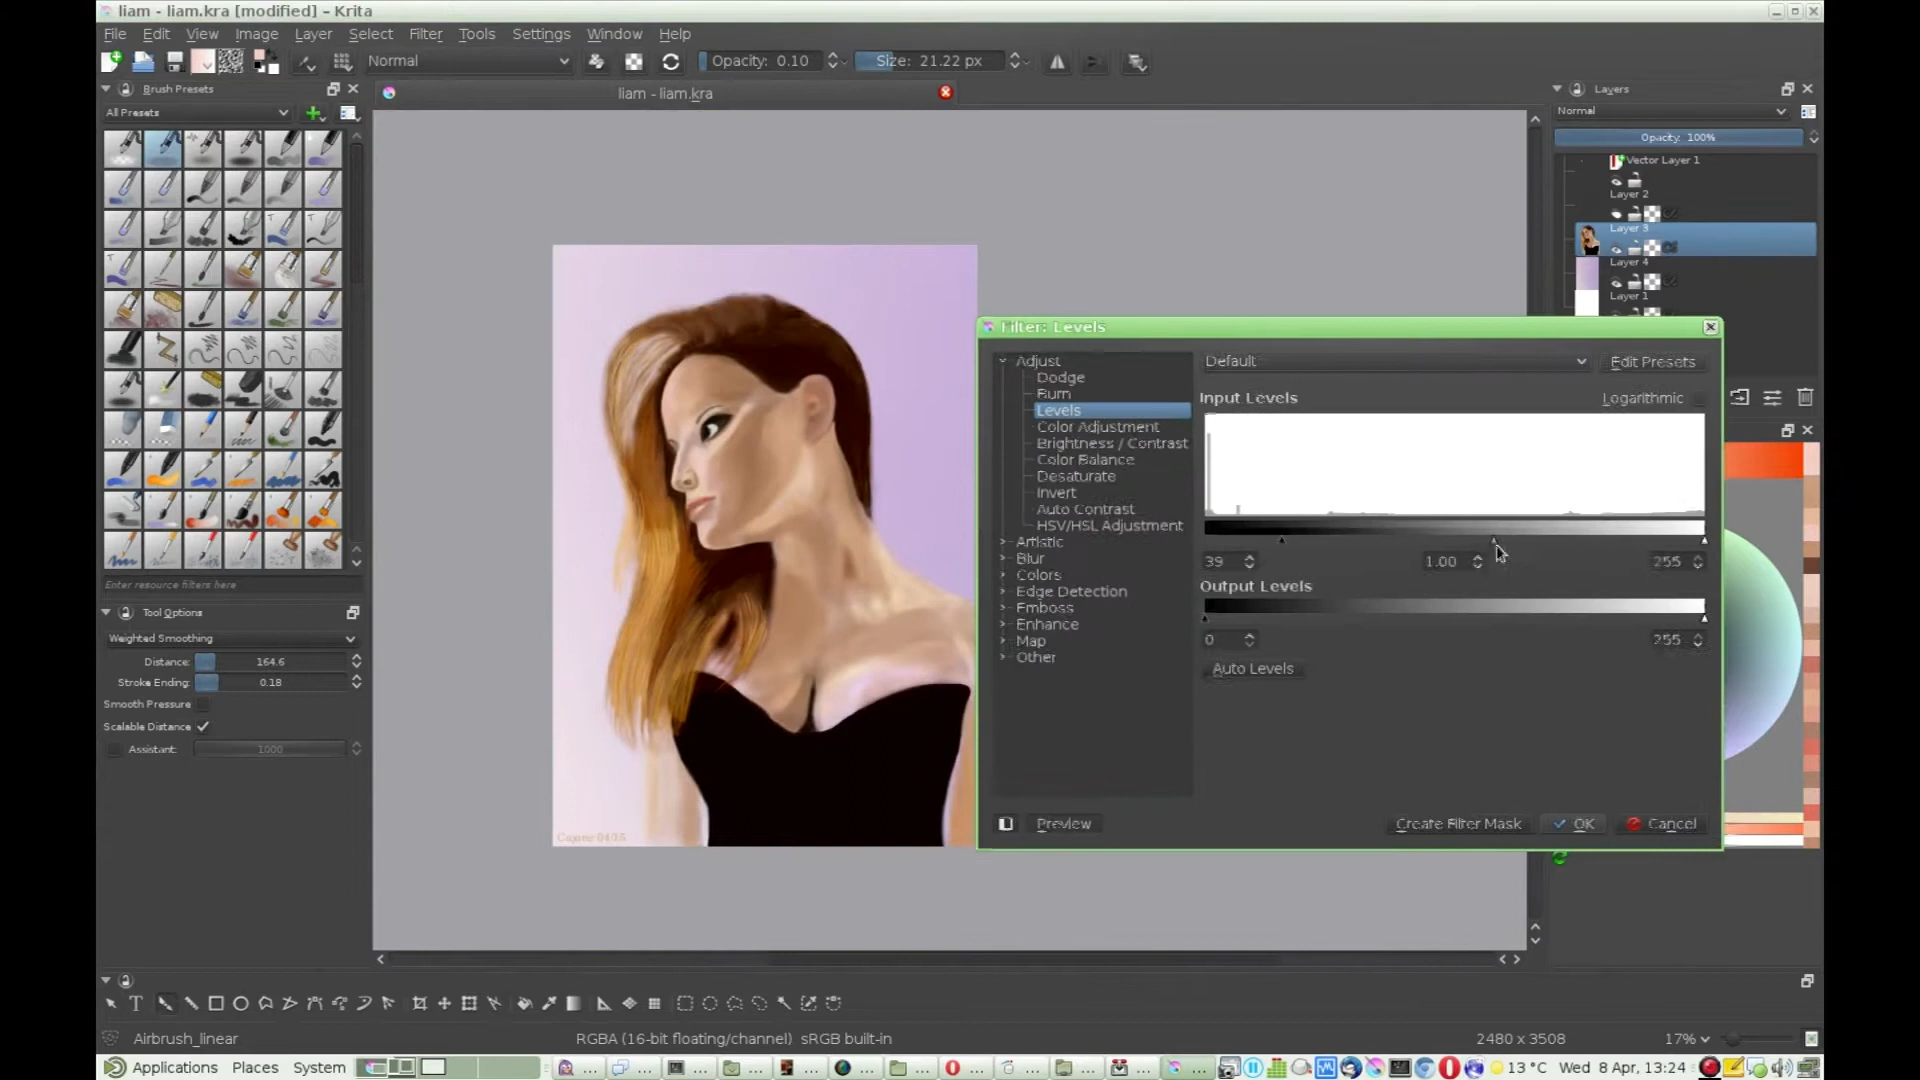 liam - liam.kra [modified] – Krita
File Edit View Image Layer Select Filter Tools Settings Window Help
Normal
Opacity: 0.10
Size: 21.22 px
Brush Presets
liam - liam.kra
Layers
All Presets
Normal
Opacity: 100%
Vector Layer 1
Layer 2
Layer 3
Layer 4
Layer 1
Filter: Levels
Adjust
Dodge
Burn
Levels
Color Adjustment
Brightness / Contrast
Color Balance
Desaturate
Invert
Auto Contrast
HSV/HSL Adjustment
Artistic
Blur
Colors
Edge Detection
Emboss
Enhance
Map
Other
Default
Edit Presets
Input Levels
Logarithmic
39
1.00
255
Output Levels
0
255
Auto Levels
Preview
Create Filter Mask
OK
Cancel
Enter resource filters here
Tool Options
Weighted Smoothing
Distance: 164.6
Stroke Ending: 0.18
Smooth Pressure
Scalable Distance
Assistant: 1000
Airbrush_linear
RGBA (16-bit floating/channel) sRGB built-in
2480 x 3508
17%
Applications Places System
13 °C Wed 8 Apr, 13:24